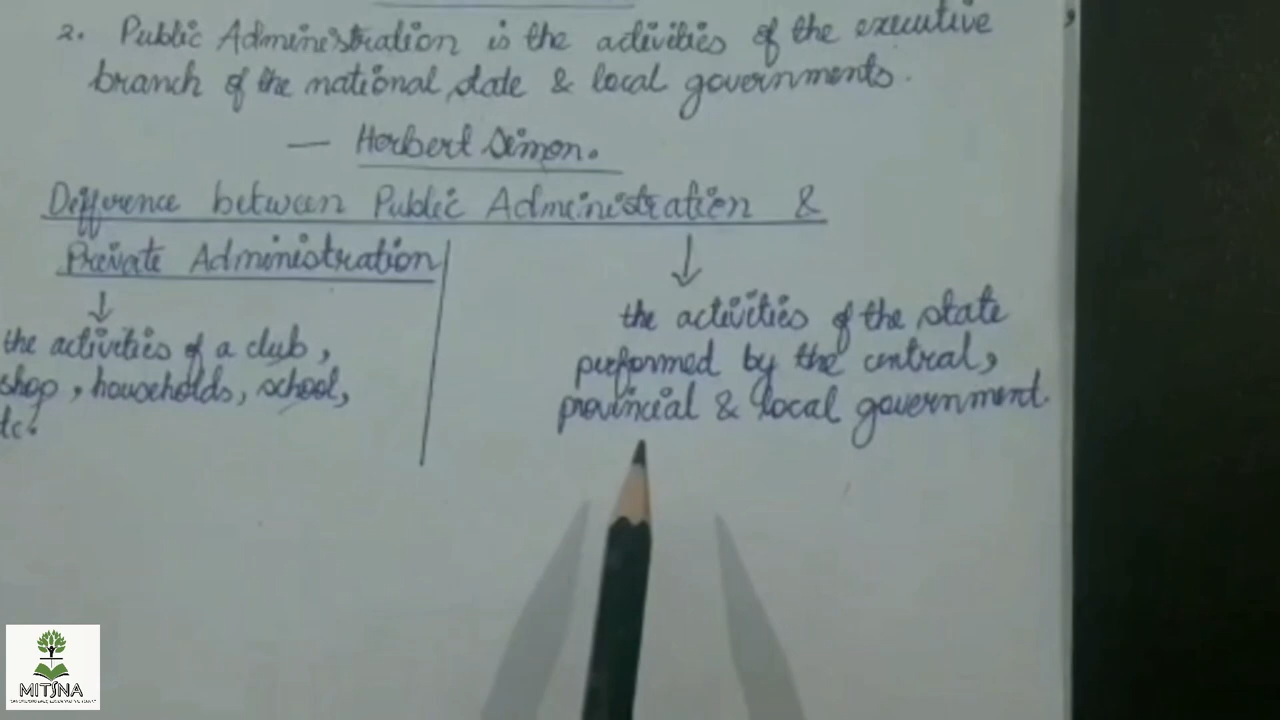 2. Public Administration is the activities of the executive
branch of the national, state & local governments.
— Herbert Simon.
Difference between Public Administration &
Private Administration
the activities of a club,
shop, households, school,
tc.
the activities of the state
performed by the central,
provincial & local government.
MITJNA